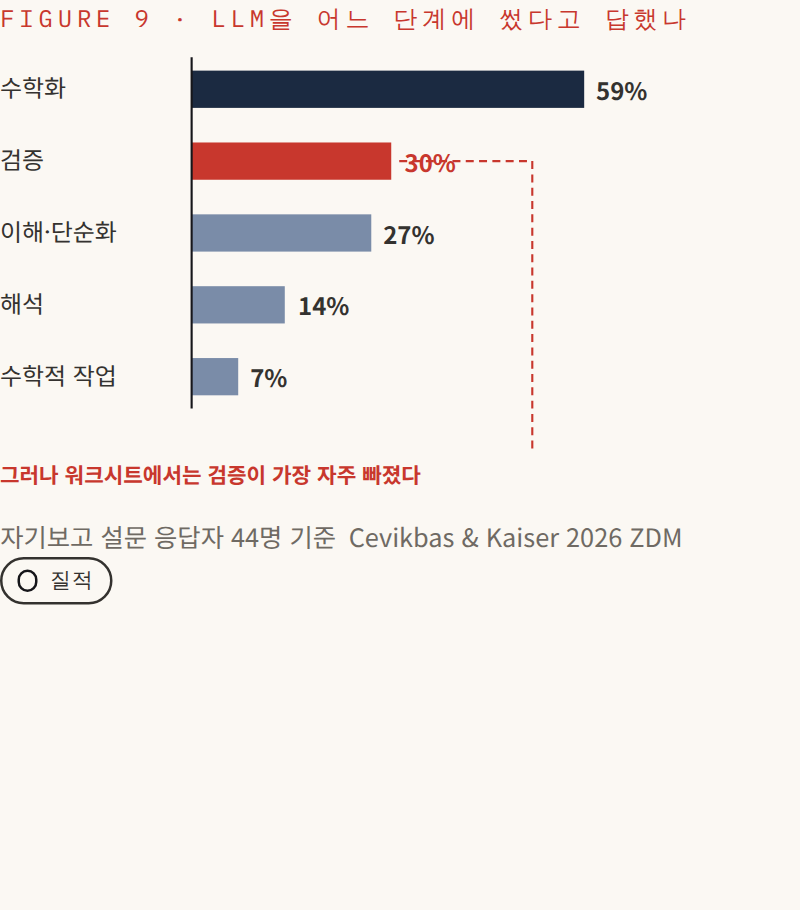 FIGURE 9 · LLM을 어느 단계에 썼다고 답했나
수학화 59%
검증 30%
이해·단순화 27%
해석 14%
수학적 작업 7%
그러나 워크시트에서는 검증이 가장 자주 빠졌다
자기보고 설문 응답자 44명 기준 Cevikbas & Kaiser 2026 ZDM
질적